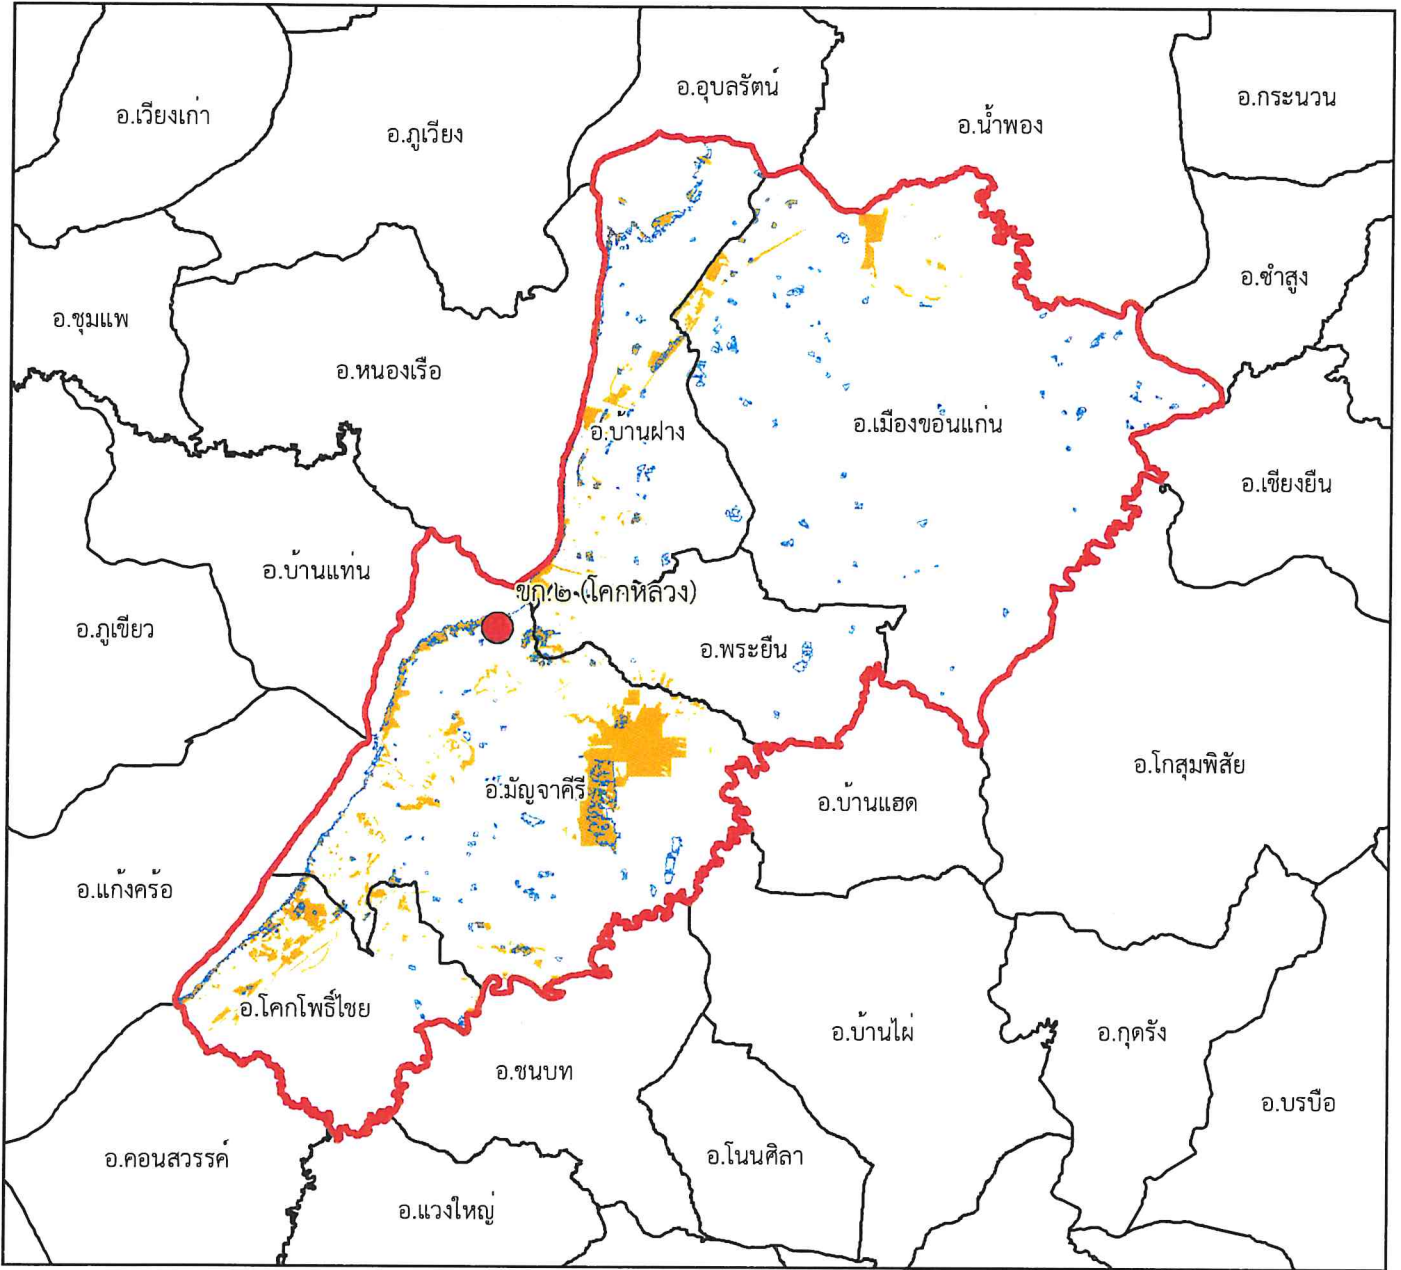 อ.อุบลรัตน์
อ.กระนวน
อ.เวียงเก่า
อ.ภูเวียง
อ.น้ำพอง
อ.ซำสูง
อ.ชุมแพ
อ.หนองเรือ
อ.บ้านฝาง
อ.เมืองขอนแก่น
อ.เชียงยืน
อ.บ้านแท่น
ขก.๒ (โคกหลวง)
อ.ภูเขียว
อ.พระยืน
อ.โกสุมพิสัย
อ.มัญจาคีรี
อ.บ้านแฮด
อ.แก้งคร้อ
อ.โคกโพธิ์ไชย
อ.บ้านไผ่
อ.กุดรัง
อ.ชนบท
อ.บรบือ
อ.คอนสวรรค์
อ.โนนศิลา
อ.แวงใหญ่